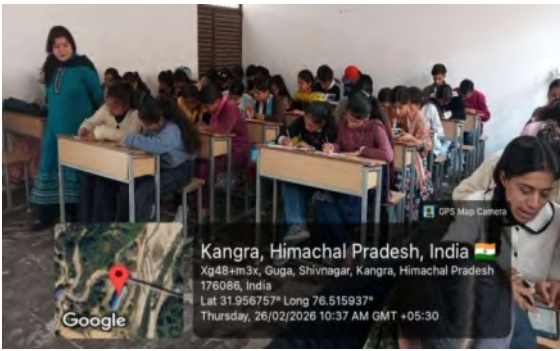 GPS Map Camera
Kangra, Himachal Pradesh, India
Xg48+m3x, Guga, Shivnagar, Kangra, Himachal Pradesh
176086, India
Lat 31.956757° Long 76.515937°
Thursday, 26/02/2026 10:37 AM GMT +05:30
Google